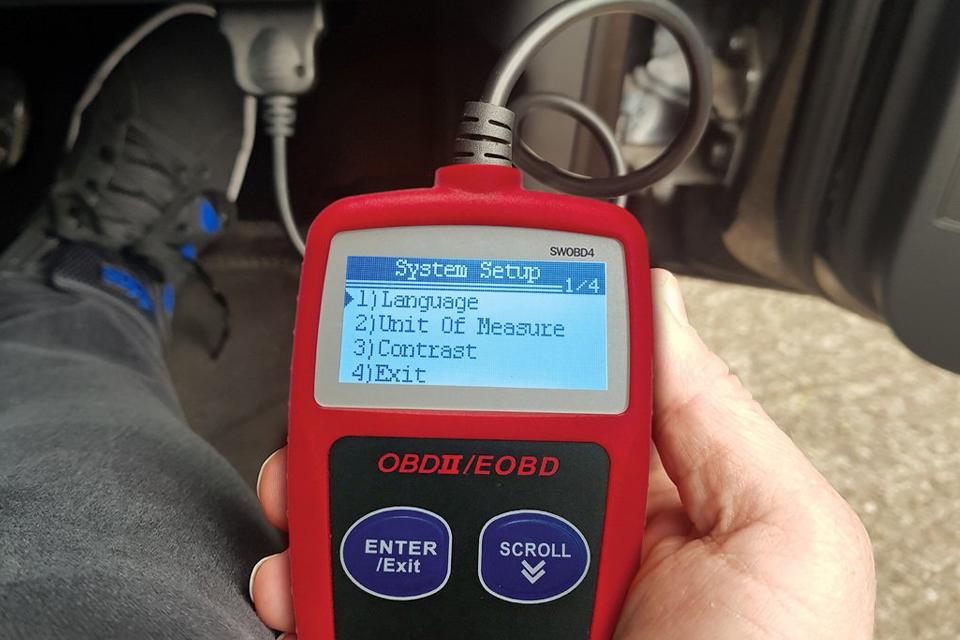 SWOBD4
System Setup
1/4
1)Language
2)Unit Of Measure
3)Contrast
4)Exit
OBDII/EOBD
ENTER
/Exit
SCROLL